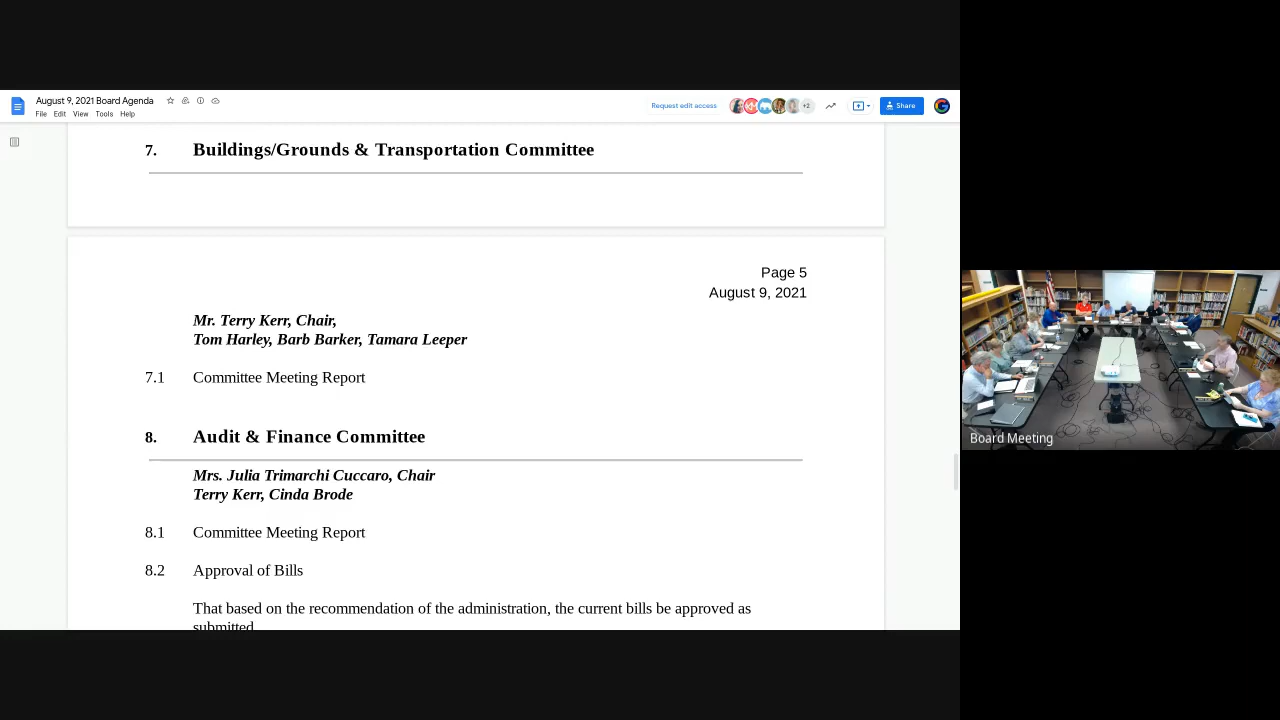 August 9, 2021 Board Agenda
File Edit View Tools Help
Request edit access
KM
+2
Share
7. Buildings/Grounds & Transportation Committee
Page 5
August 9, 2021
Mr. Terry Kerr, Chair,
Tom Harley, Barb Barker, Tamara Leeper
7.1 Committee Meeting Report
8. Audit & Finance Committee
Mrs. Julia Trimarchi Cuccaro, Chair
Terry Kerr, Cinda Brode
8.1 Committee Meeting Report
8.2 Approval of Bills
That based on the recommendation of the administration, the current bills be approved as
submitted.
Board Meeting